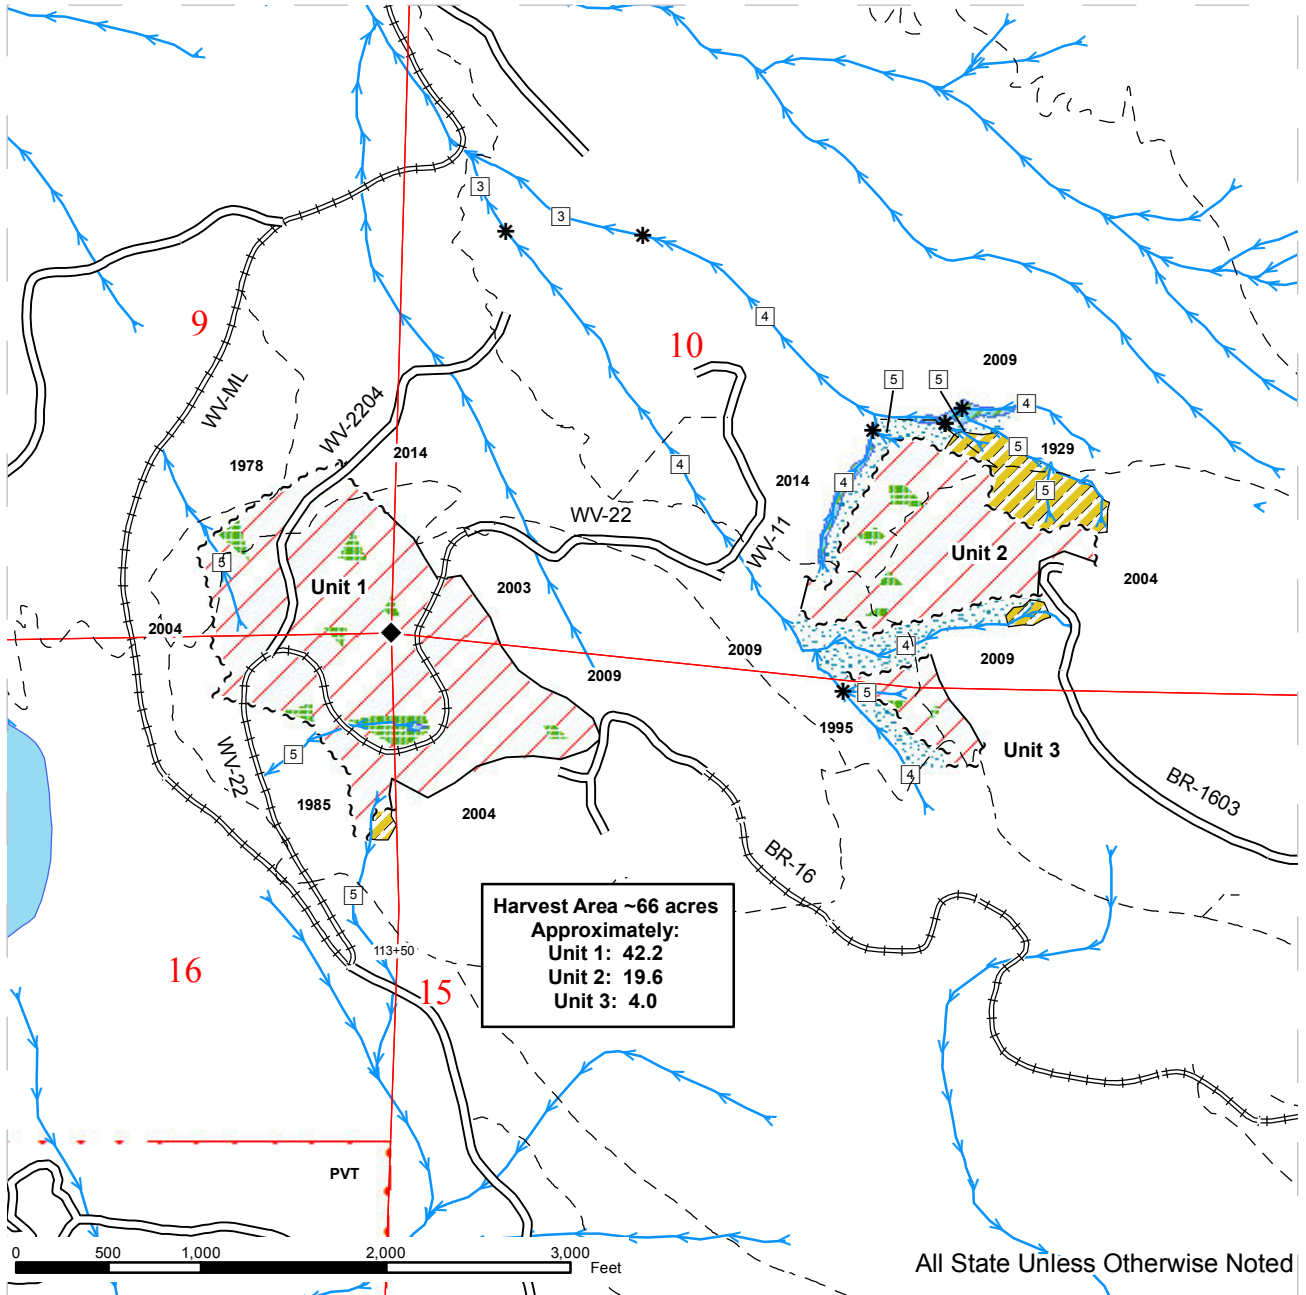 3
3
9
10
4
WV-ML
2009
5
5
4
WV-2204
1978
2014
1929
5
4
2014
4
5
WV-22
WV-11
Unit 2
5
Unit 1
2003
2004
2004
4
2009
2009
2009
5
1995
Unit 3
5
WV-22
4
1985
2004
BR-1603
BR-16
5
Harvest Area ~66 acres
Approximately:
Unit 1: 42.2
Unit 2: 19.6
Unit 3: 4.0
113+50
16
15
PVT
0 500 1,000 2,000 3,000
Feet
All State Unless Otherwise Noted